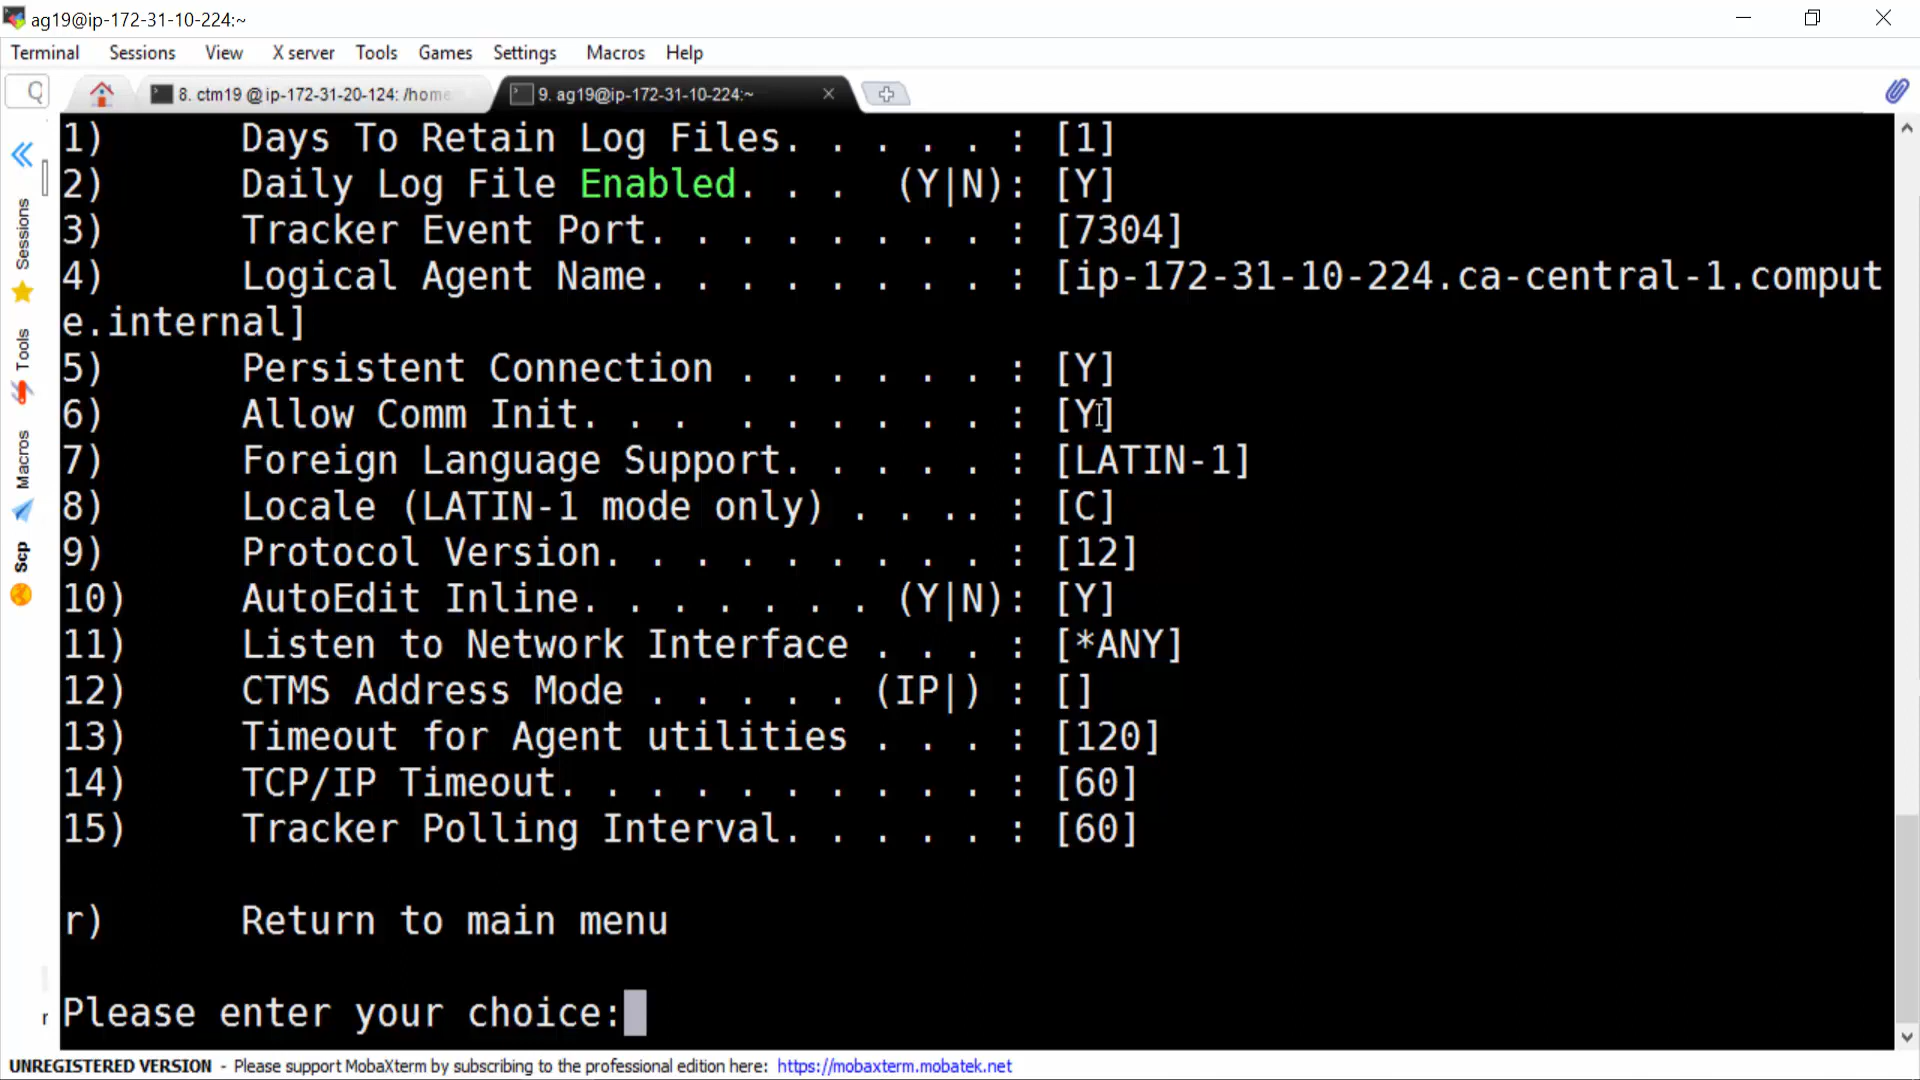 ag19@ip-172-31-10-224:~
Terminal Sessions View X server Tools Games Settings Macros Help
8. ctm19 @ip-172-31-20-124: /home
9. ag19@ip-172-31-10-224:~
Sessions
Tools
Macros
Scp
1) Days To Retain Log Files. . . . . : [1]
2) Daily Log File Enabled. . . (Y|N): [Y]
3) Tracker Event Port. . . . . . . . : [7304]
4) Logical Agent Name. . . . . . . . : [ip-172-31-10-224.ca-central-1.comput
e.internal]
5) Persistent Connection . . . . . . : [Y]
6) Allow Comm Init. . . . . . . . . : [Y]
7) Foreign Language Support. . . . . : [LATIN-1]
8) Locale (LATIN-1 mode only) . . .. : [C]
9) Protocol Version. . . . . . . . . : [12]
10) AutoEdit Inline. . . . . . . (Y|N): [Y]
11) Listen to Network Interface . . . : [*ANY]
12) CTMS Address Mode . . . . . (IP|) : []
13) Timeout for Agent utilities . . . : [120]
14) TCP/IP Timeout. . . . . . . . . . : [60]
15) Tracker Polling Interval. . . . . : [60]
r) Return to main menu
Please enter your choice:
UNREGISTERED VERSION - Please support MobaXterm by subscribing to the professional edition here: https://mobaxterm.mobatek.net